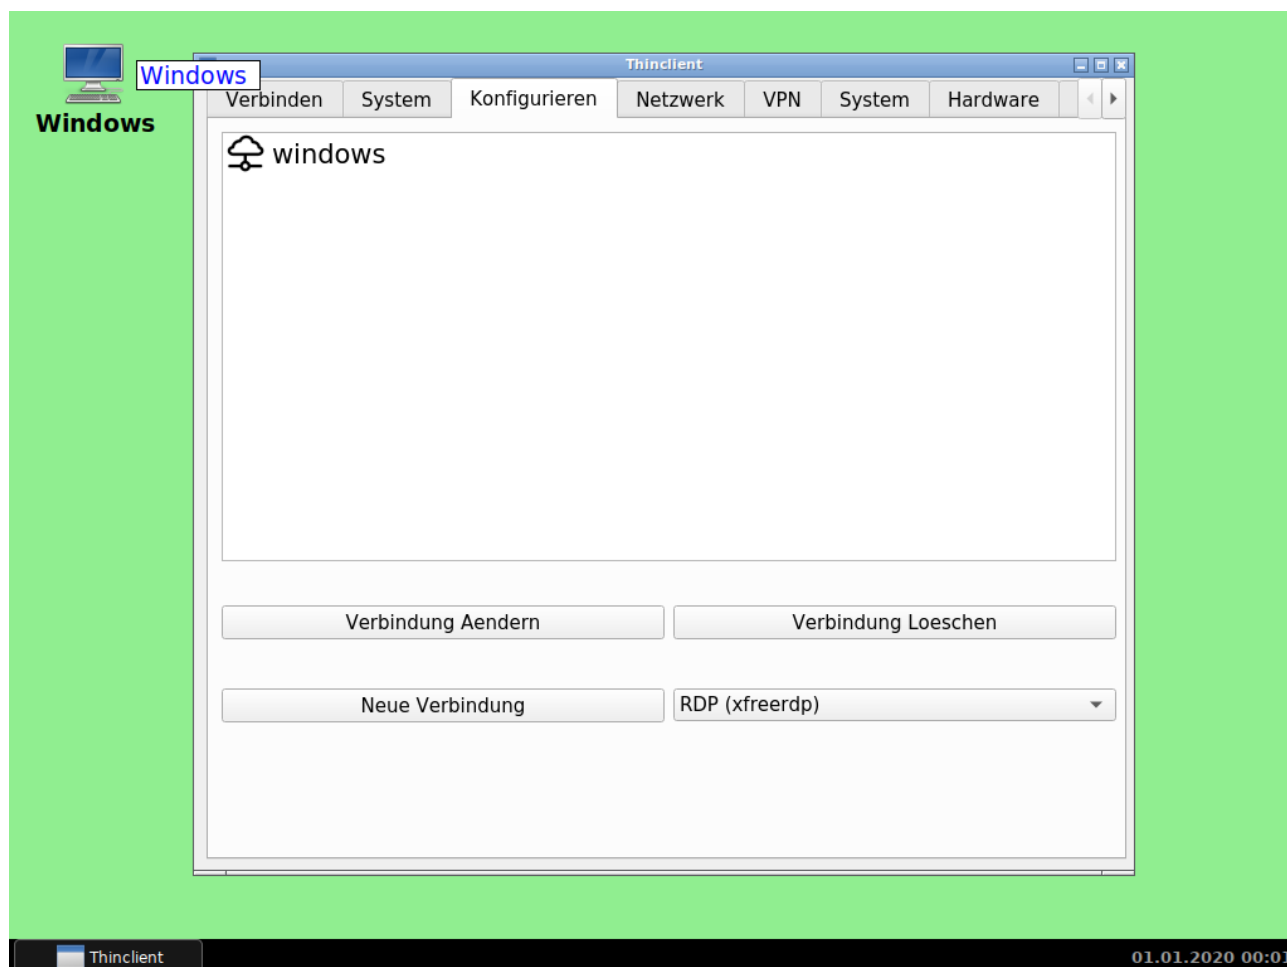 Windows
Windows
Thinclient
Verbinden System Konfigurieren Netzwerk VPN System Hardware
windows
Verbindung Aendern Verbindung Loeschen
Neue Verbindung RDP (xfreerdp)
Thinclient 01.01.2020 00:01